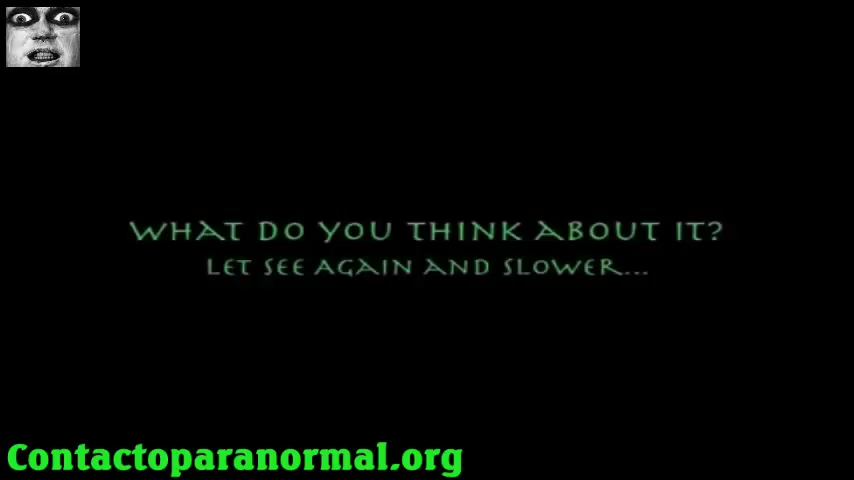 WHAT DO YOU THINK ABOUT IT?
LET SEE AGAIN AND SLOWER...
Contactoparanormal.org